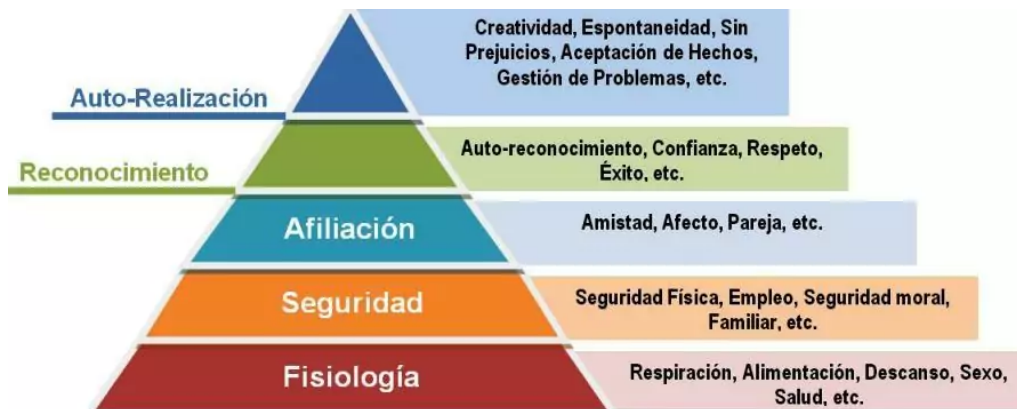 Creatividad, Espontaneidad, Sin
Prejuicios, Aceptación de Hechos,
Gestión de Problemas, etc.
Auto-Realización
Auto-reconocimiento, Confianza, Respeto,
Éxito, etc.
Reconocimiento
Afiliación
Amistad, Afecto, Pareja, etc.
Seguridad
Seguridad Física, Empleo, Seguridad moral,
Familiar, etc.
Fisiología
Respiración, Alimentación, Descanso, Sexo,
Salud, etc.